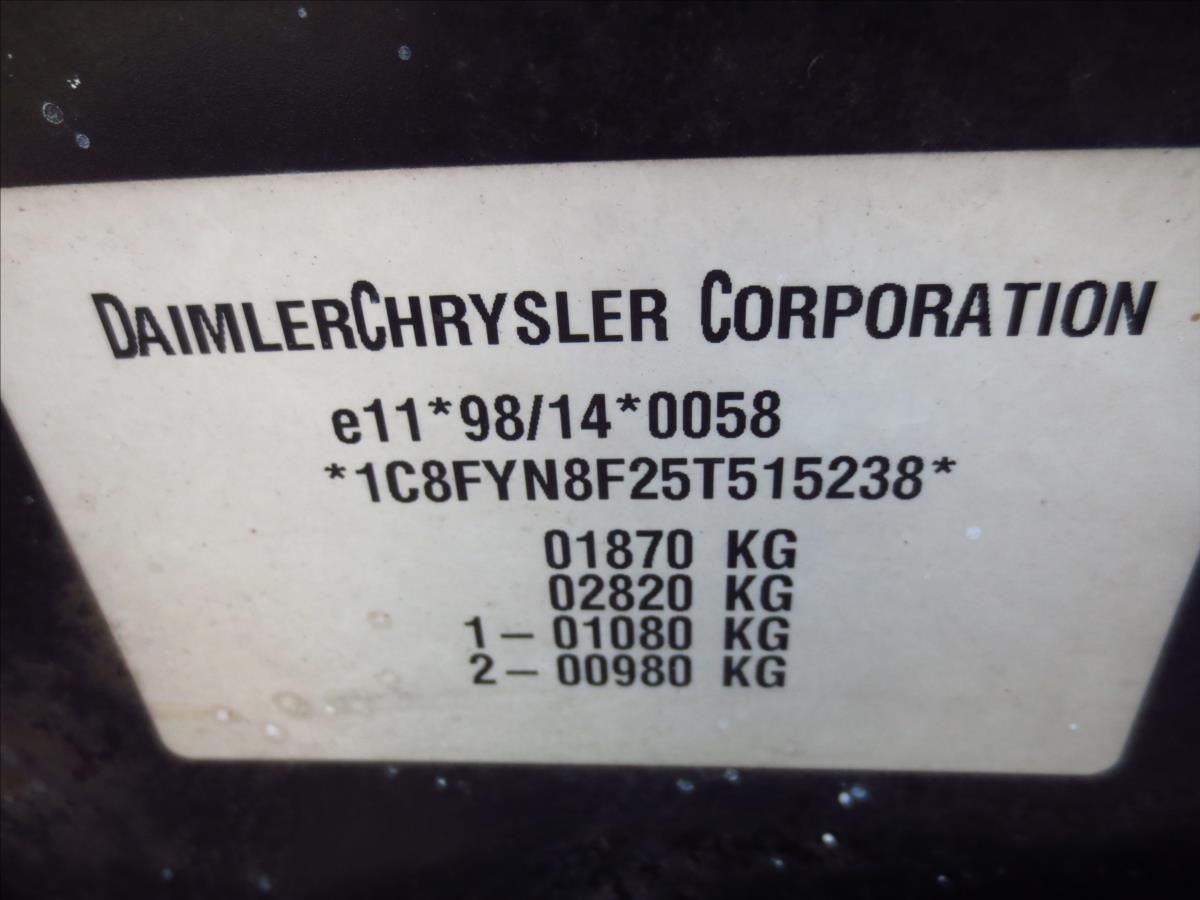 DAIMLERCHRYSLER CORPORATION
e11*98/14*0058
*1C8FYN8F25T515238*
01870 KG
02820 KG
1– 01080 KG
2– 00980 KG